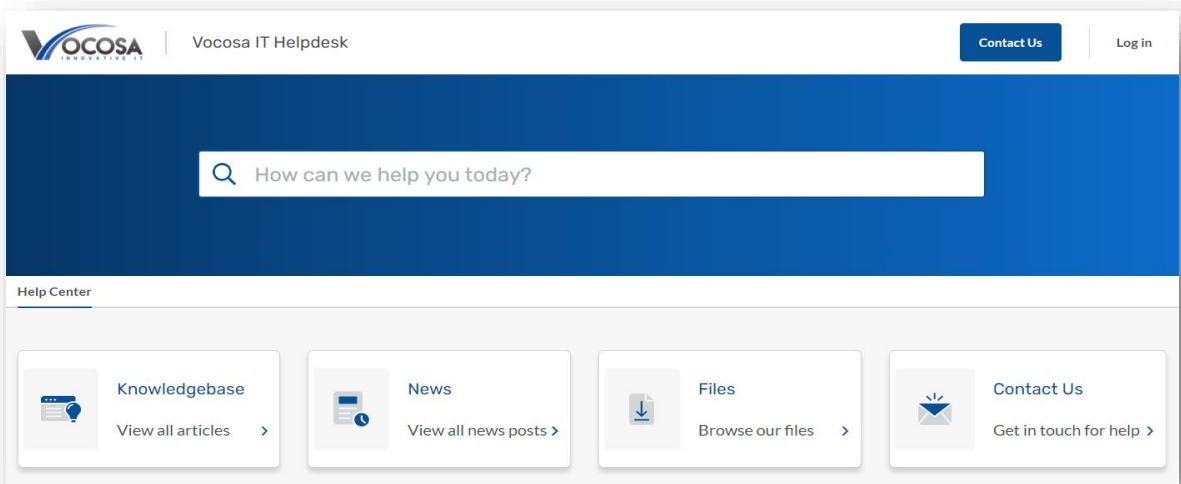 VOCOSA
INNOVATIVE IT
Vocosa IT Helpdesk
Contact Us
Log in
How can we help you today?
Help Center
Knowledgebase
View all articles
News
View all news posts
Files
Browse our files
Contact Us
Get in touch for help